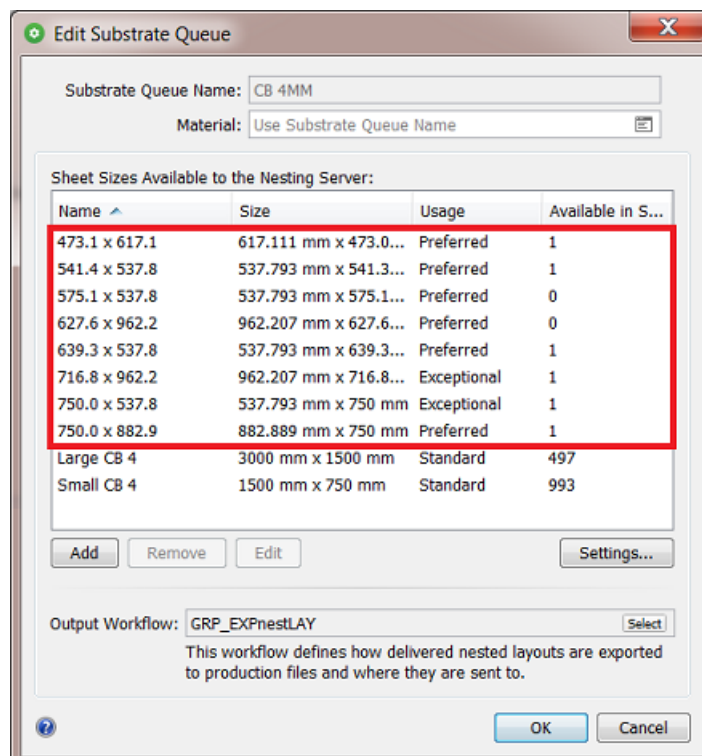 Edit Substrate Queue
Substrate Queue Name: CB 4MM
Material: Use Substrate Queue Name
Sheet Sizes Available to the Nesting Server:
Name Size Usage Available in S...
473.1 x 617.1 617.111 mm x 473.0... Preferred 1
541.4 x 537.8 537.793 mm x 541.3... Preferred 1
575.1 x 537.8 537.793 mm x 575.1... Preferred 0
627.6 x 962.2 962.207 mm x 627.6... Preferred 0
639.3 x 537.8 537.793 mm x 639.3... Preferred 1
716.8 x 962.2 962.207 mm x 716.8... Exceptional 1
750.0 x 537.8 537.793 mm x 750 mm Exceptional 1
750.0 x 882.9 882.889 mm x 750 mm Preferred 1
Large CB 4 3000 mm x 1500 mm Standard 497
Small CB 4 1500 mm x 750 mm Standard 993
Add Remove Edit Settings...
Output Workflow: GRP_EXPnestLAY Select
This workflow defines how delivered nested layouts are exported
to production files and where they are sent to.
? OK Cancel